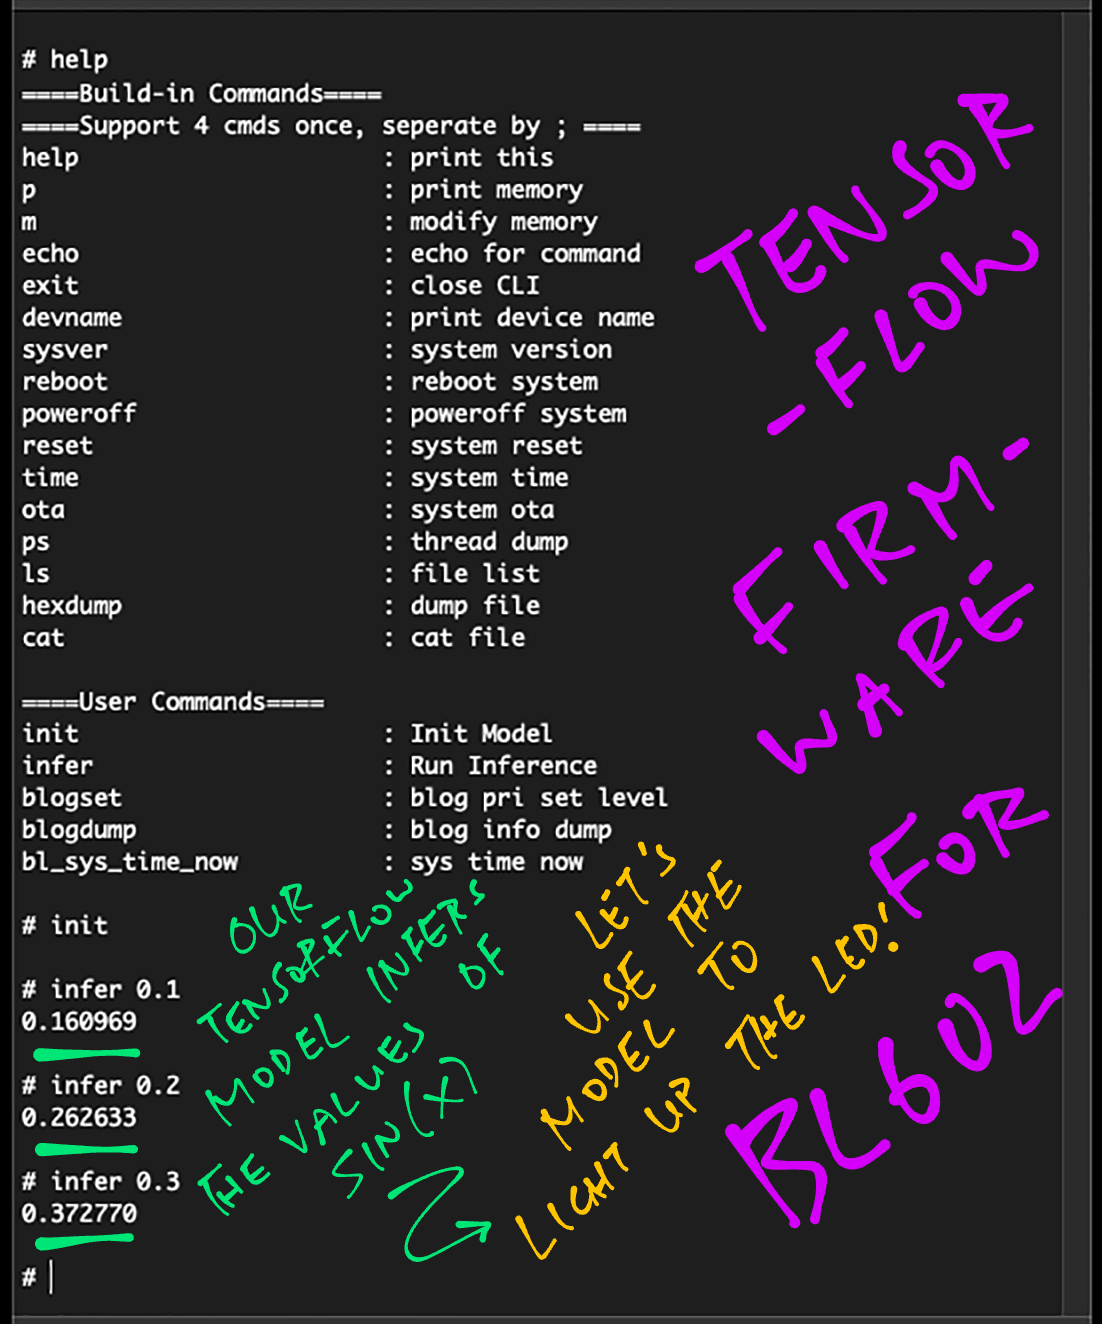 # help
====Build-in Commands====
====Support 4 cmds once, seperate by ; ====
help : print this
p : print memory
m : modify memory
echo : echo for command
exit : close CLI
devname : print device name
sysver : system version
reboot : reboot system
poweroff : poweroff system
reset : system reset
time : system time
ota : system ota
ps : thread dump
ls : file list
hexdump : dump file
cat : cat file
====User Commands====
init : Init Model
infer : Run Inference
blogset : blog pri set level
blogdump : blog info dump
bl_sys_time_now : sys time now
# init
# infer 0.1
0.160969
# infer 0.2
0.262633
# infer 0.3
0.372770
#
TENSOR
-FLOW
FIRM-
WARE
FOR
BL602
OUR
TENSORFLOW
MODEL INFERS
THE VALUES OF
SIN(X)
LET'S
USE THE
MODEL TO
LIGHT UP THE LED!